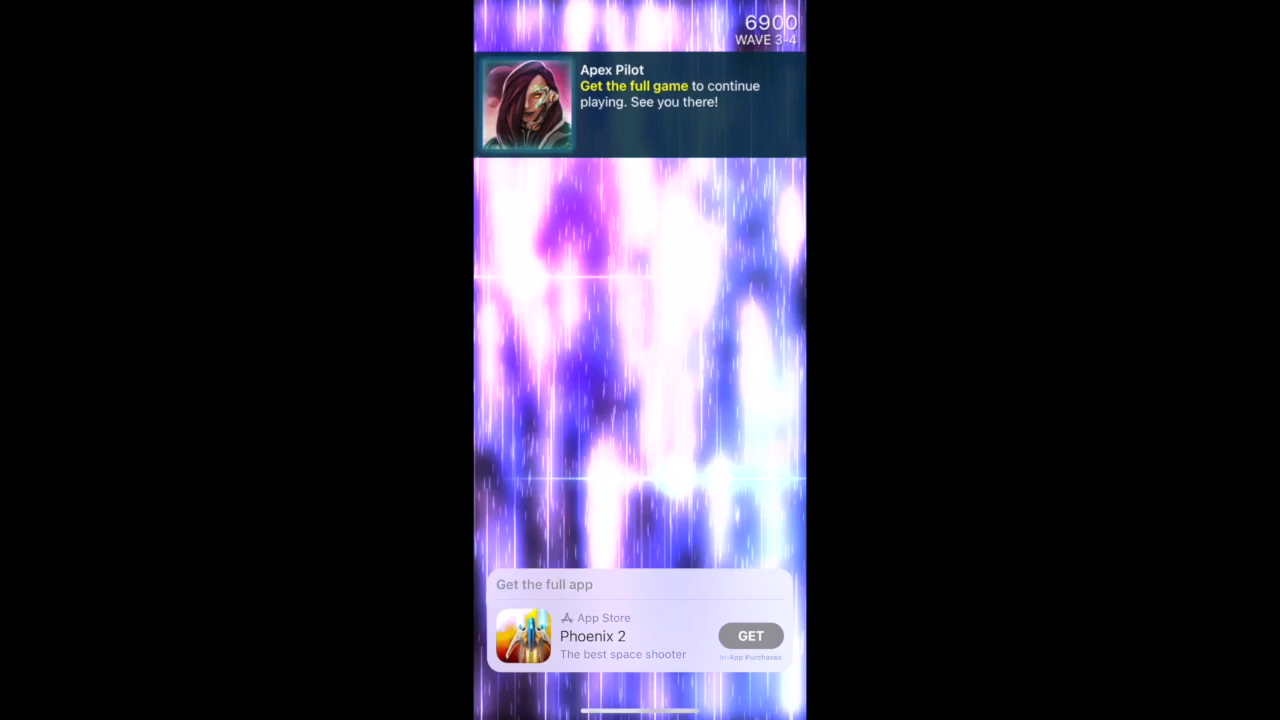 6900
WAVE 3-4
Apex Pilot
Get the full game to continue
playing. See you there!
Get the full app
App Store
Phoenix 2
GET
The best space shooter
In-App Purchases